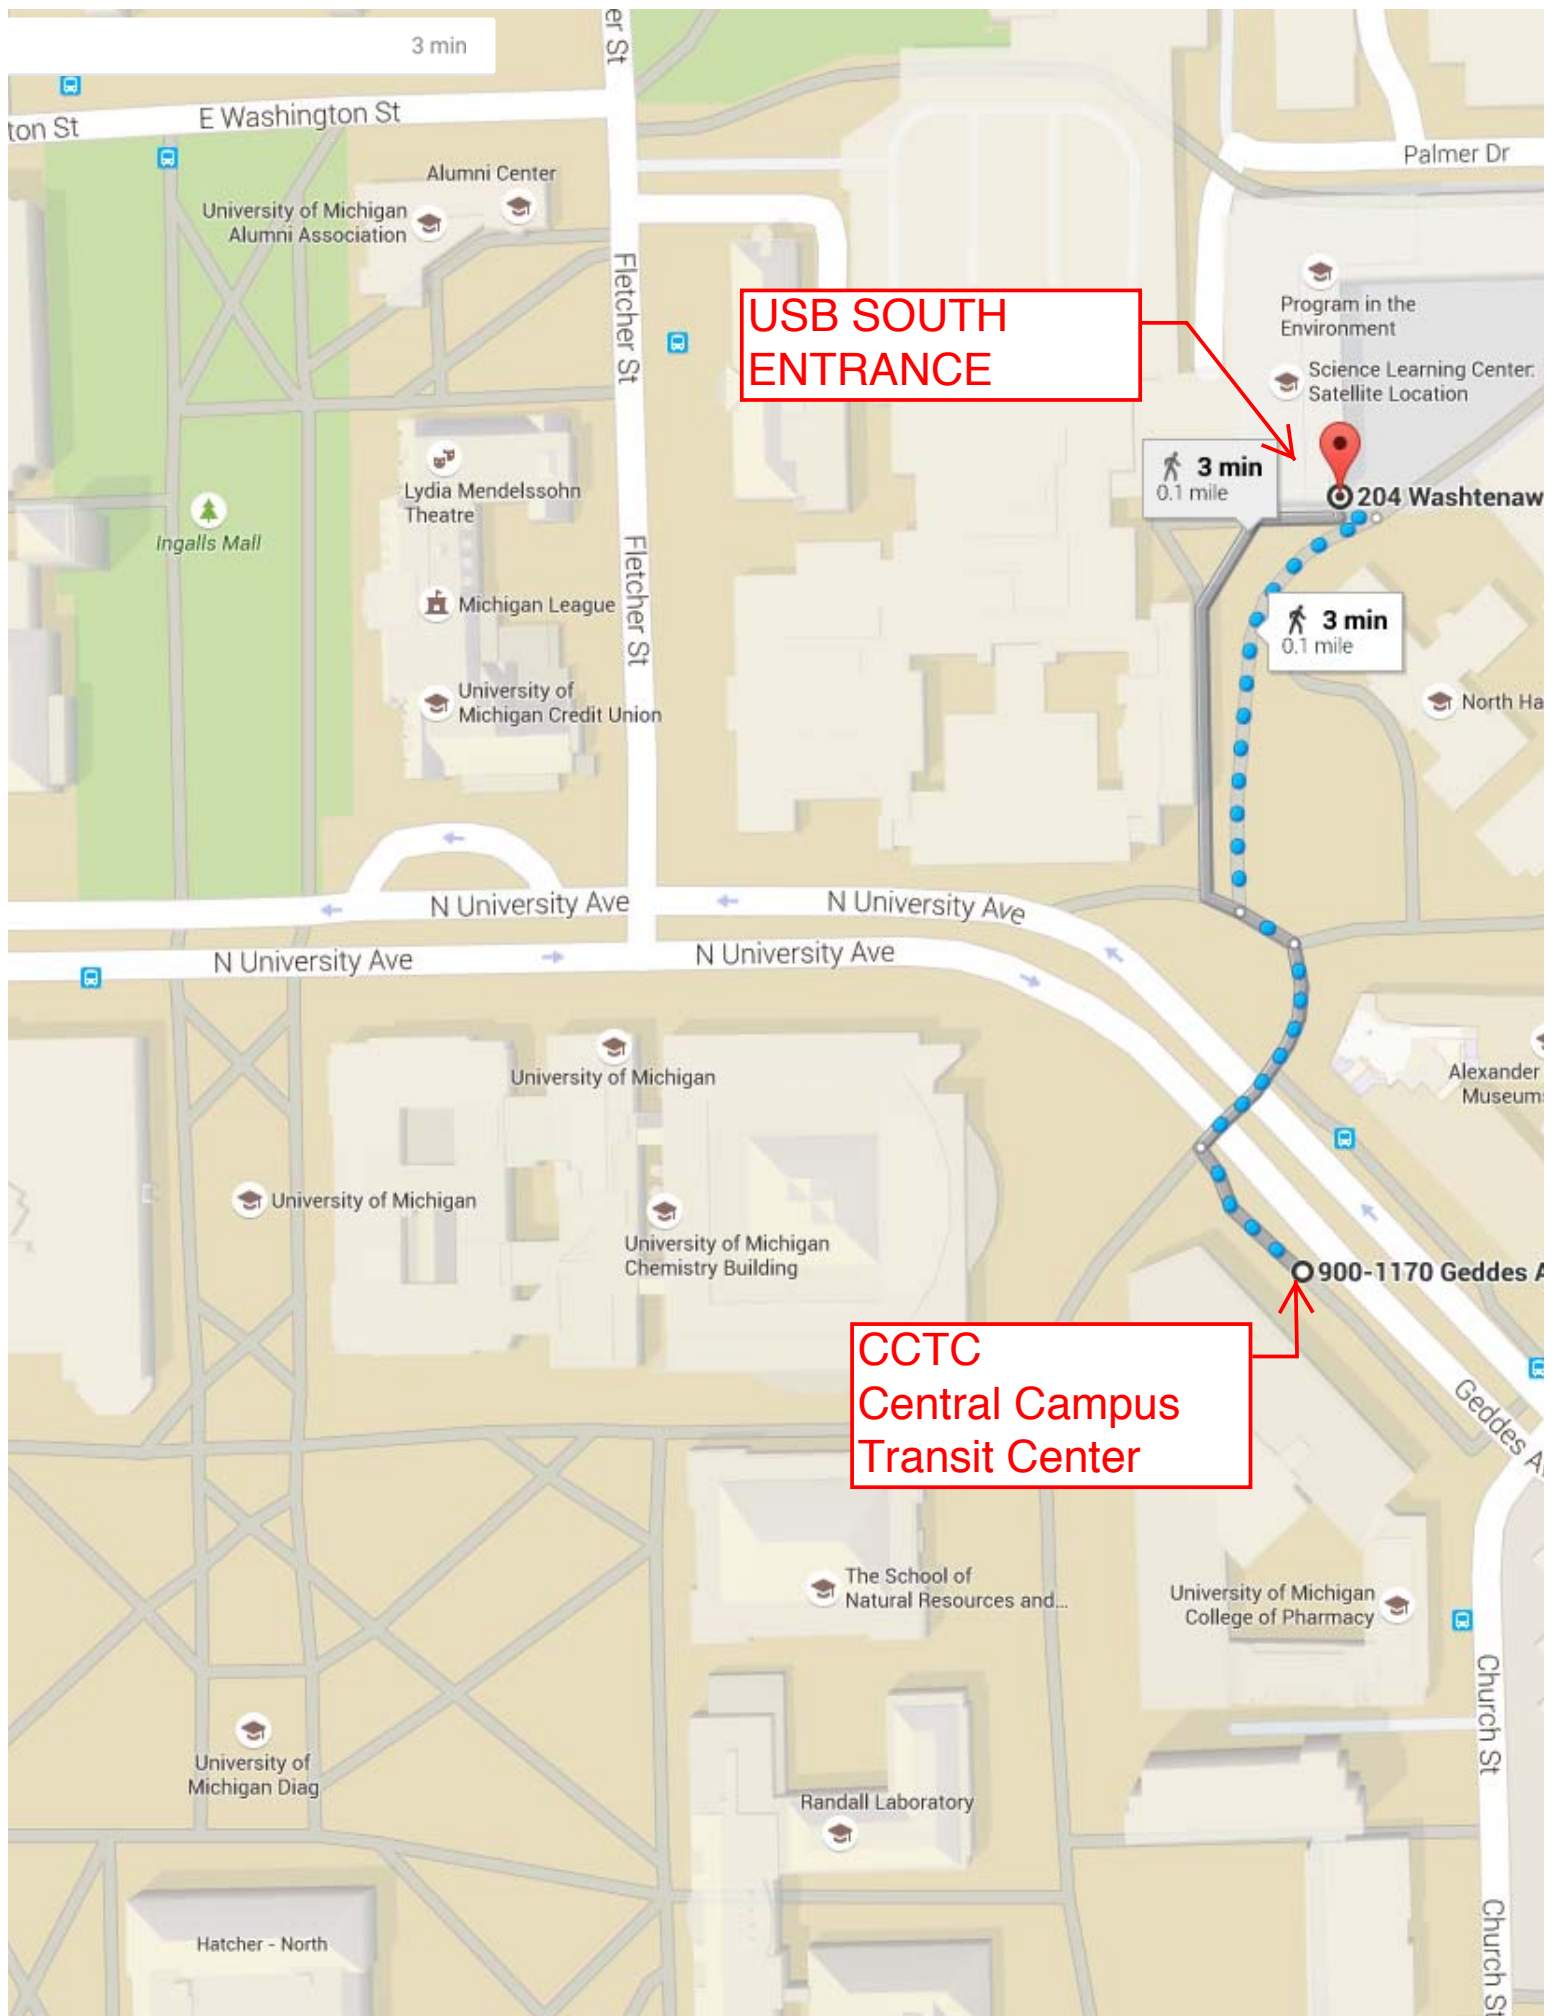 3 min
er St
E Washington St
ton St
Palmer Dr
Alumni Center
University of Michigan
Alumni Association
Fletcher St
Program in the
Environment
USB SOUTH
ENTRANCE
Science Learning Center:
Satellite Location
3 min
0.1 mile
204 Washtenaw
Lydia Mendelssohn
Theatre
Ingalls Mall
Fletcher St
Michigan League
3 min
0.1 mile
University of
Michigan Credit Union
North Ha
N University Ave
N University Ave
N University Ave
N University Ave
University of Michigan
Alexander
Museums
University of Michigan
University of Michigan
Chemistry Building
900-1170 Geddes A
CCTC
Central Campus
Transit Center
Geddes Av
The School of
Natural Resources and...
University of Michigan
College of Pharmacy
Church St
University of
Michigan Diag
Randall Laboratory
Church St
Hatcher - North